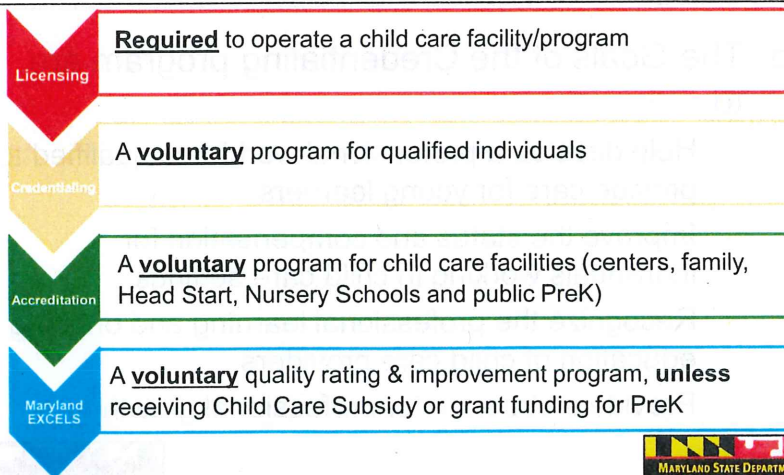 Licensing
Required to operate a child care facility/program
Credentialing
A voluntary program for qualified individuals
Accreditation
A voluntary program for child care facilities (centers, family,
Head Start, Nursery Schools and public PreK)
Maryland
EXCELS
A voluntary quality rating & improvement program, unless
receiving Child Care Subsidy or grant funding for PreK
MARYLAND STATE